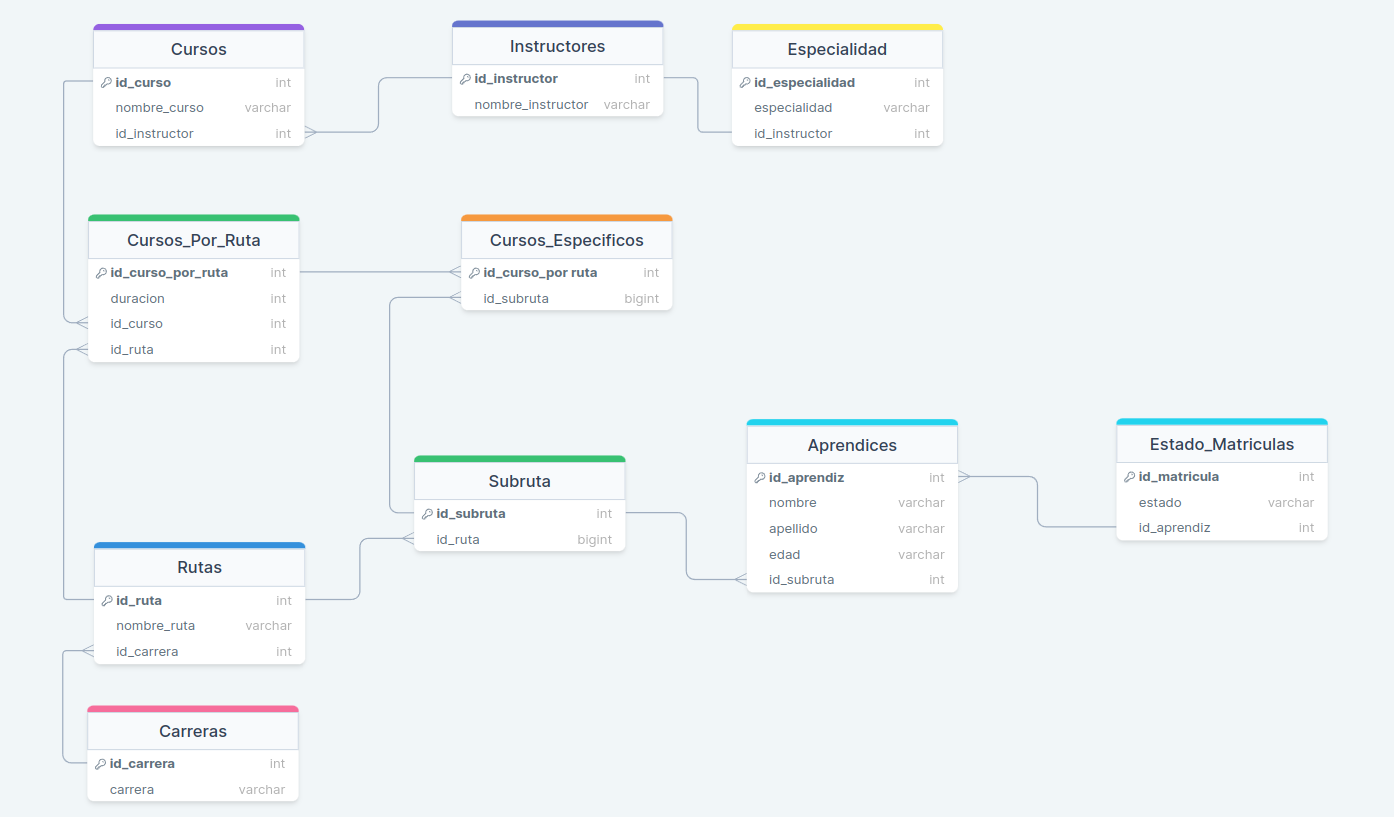 Cursos
id_curso int
nombre_curso varchar
id_instructor int
Instructores
id_instructor int
nombre_instructor varchar
Especialidad
id_especialidad int
especialidad varchar
id_instructor int
Cursos_Por_Ruta
id_curso_por_ruta int
duracion int
id_curso int
id_ruta int
Cursos_Especificos
id_curso_por ruta int
id_subruta bigint
Subruta
id_subruta int
id_ruta bigint
Aprendices
id_aprendiz int
nombre varchar
apellido varchar
edad varchar
id_subruta int
Estado_Matriculas
id_matricula int
estado varchar
id_aprendiz int
Rutas
id_ruta int
nombre_ruta varchar
id_carrera int
Carreras
id_carrera int
carrera varchar